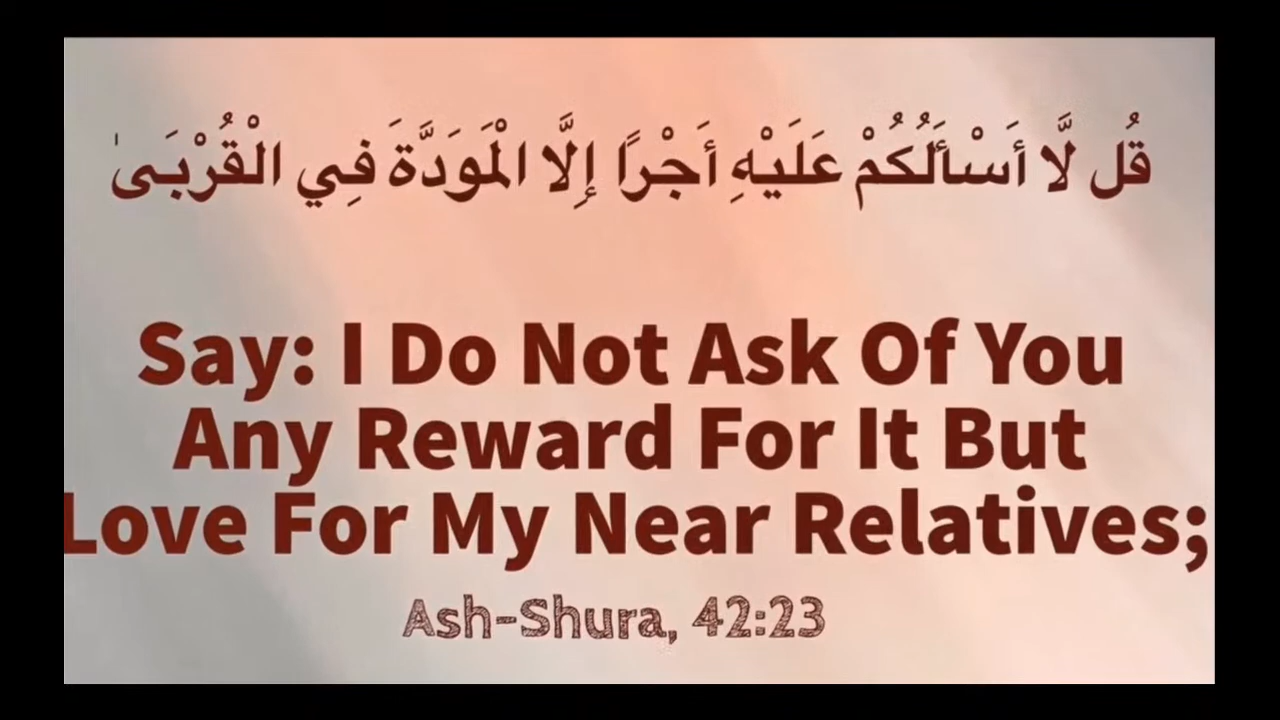 قُل لَّا أَسْأَلُكُمْ عَلَيْهِ أَجْرًا إِلَّا الْمَوَدَّةَ فِي الْقُرْبَىٰ
Say: I Do Not Ask Of You
Any Reward For It But
Love For My Near Relatives;
Ash-Shura, 42:23